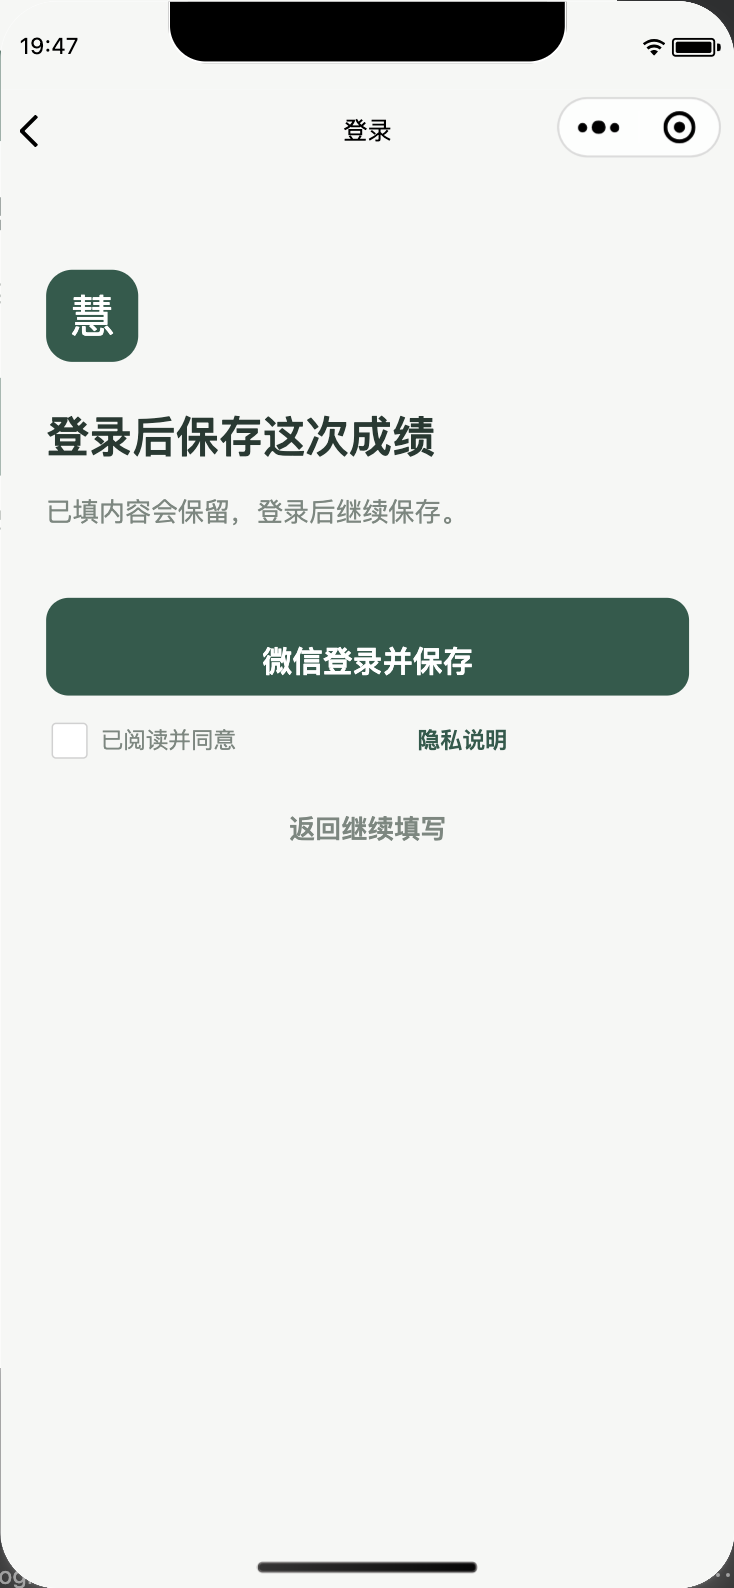 19:47
登录
慧
登录后保存这次成绩
已填内容会保留，登录后继续保存。
微信登录并保存
已阅读并同意 隐私说明
返回继续填写